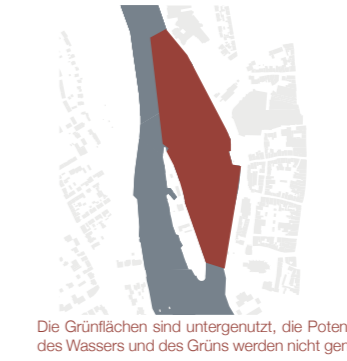 Die Grünflächen sind untergenutzt, die Poten
des Wassers und des Grüns werden nicht ger